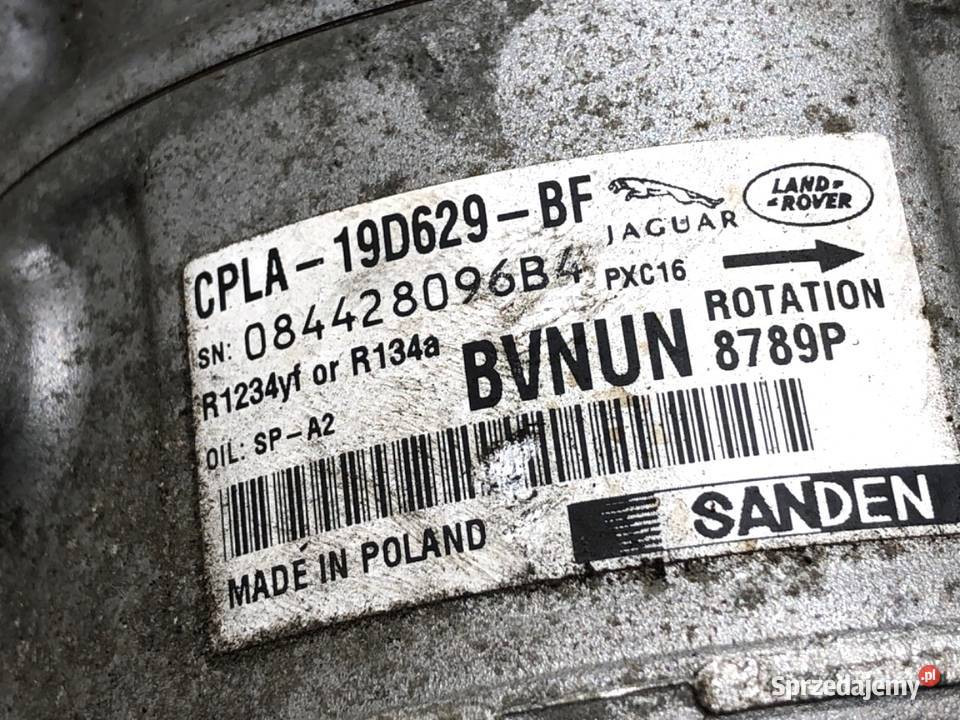 CPLA-19D629-BF
JAGUAR
LAND-
-ROVER
SN: 084428096B4
PXC16
ROTATION
R1234yf or R134a
BVNUN
8789P
OIL: SP-A2
MADE IN POLAND
SANDEN
Sprzedajemy.pl